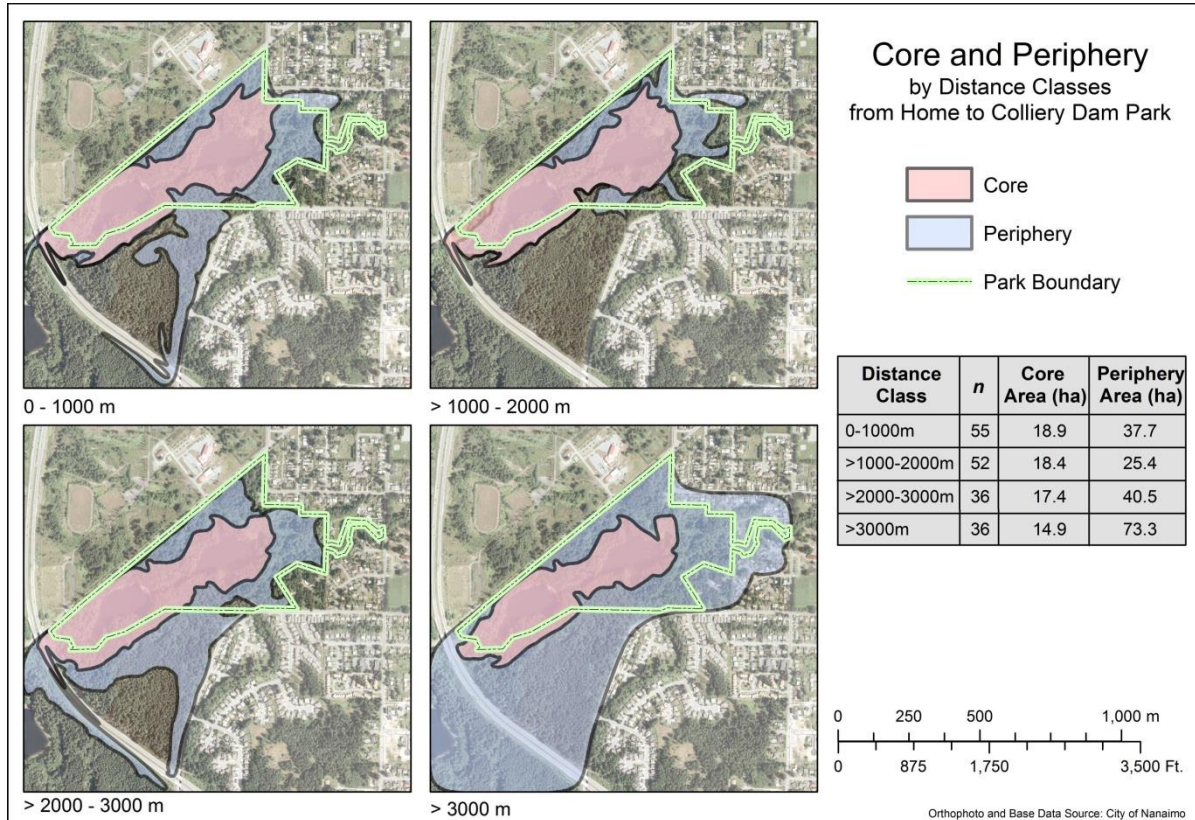 Core and Periphery
by Distance Classes
from Home to Colliery Dam Park
Core
Periphery
Park Boundary
Distance Class n Core Area (ha) Periphery Area (ha)
0-1000m 55 18.9 37.7
>1000-2000m 52 18.4 25.4
>2000-3000m 36 17.4 40.5
>3000m 36 14.9 73.3
0 - 1000 m
> 1000 - 2000 m
> 2000 - 3000 m
> 3000 m
0 250 500 1,000 m
0 875 1,750 3,500 Ft.
Orthophoto and Base Data Source: City of Nanaimo